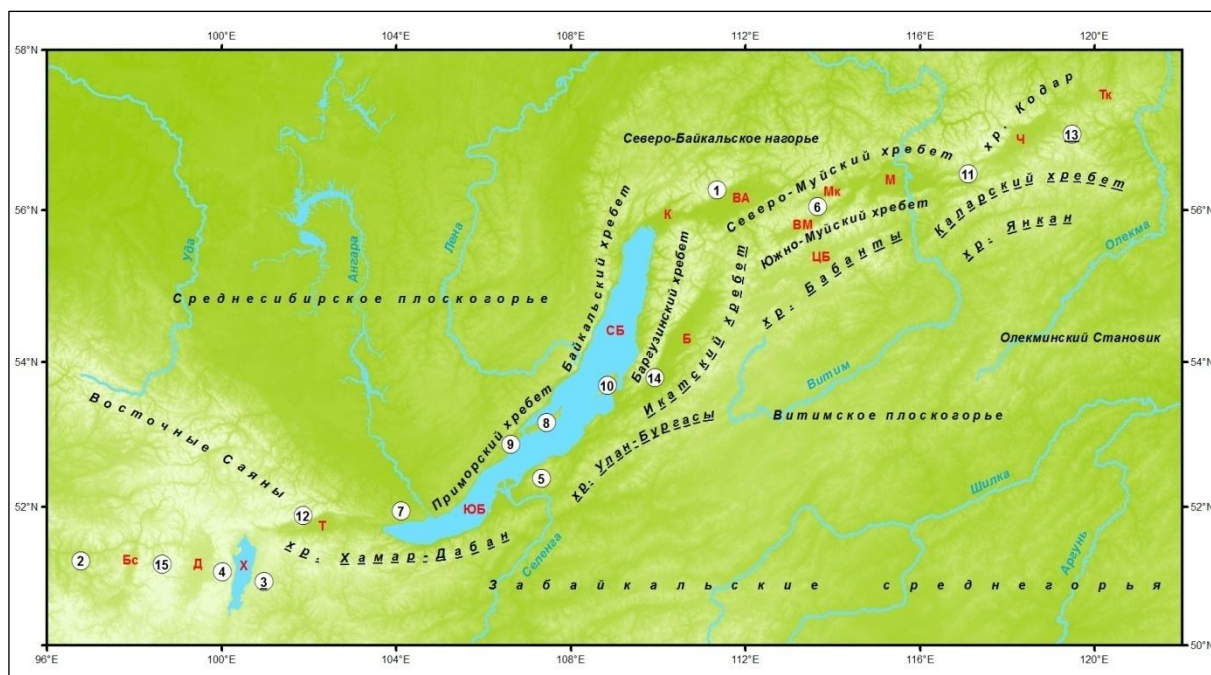 100°E 104°E 108°E 112°E 116°E 120°E
58°N
58°N
хр. Кодар
Тк
13
Ч
Северо-Байкальское нагорье
Северо-Муйский хребет
11
1
ВА
Мк
М
6
К
ВМ
Южно-Муйский хребет
Каларский хребет
56°N
56°N
ЦБ
хр. Бабанты
хр. Янкан
Олекма
Уда
Ангара
Лена
Байкальский хребет
Баргузинский хребет
Икатский хребет
Среднесибирское плоскогорье
СБ
Б
Олекминский Становик
54°N
54°N
10
14
Витим
Приморский хребет
8
9
хр. Улан-Бургасы
Витимское плоскогорье
Восточные Саяны
5
Шилка
52°N
52°N
12
Т
7
ЮБ
хр. Хамар-Дабан
Селенга
Аргунь
2
Бс
15
Д
4
Х
3
Забайкальские среднегорья
50°N
96°E 100°E 104°E 108°E 112°E 116°E 120°E